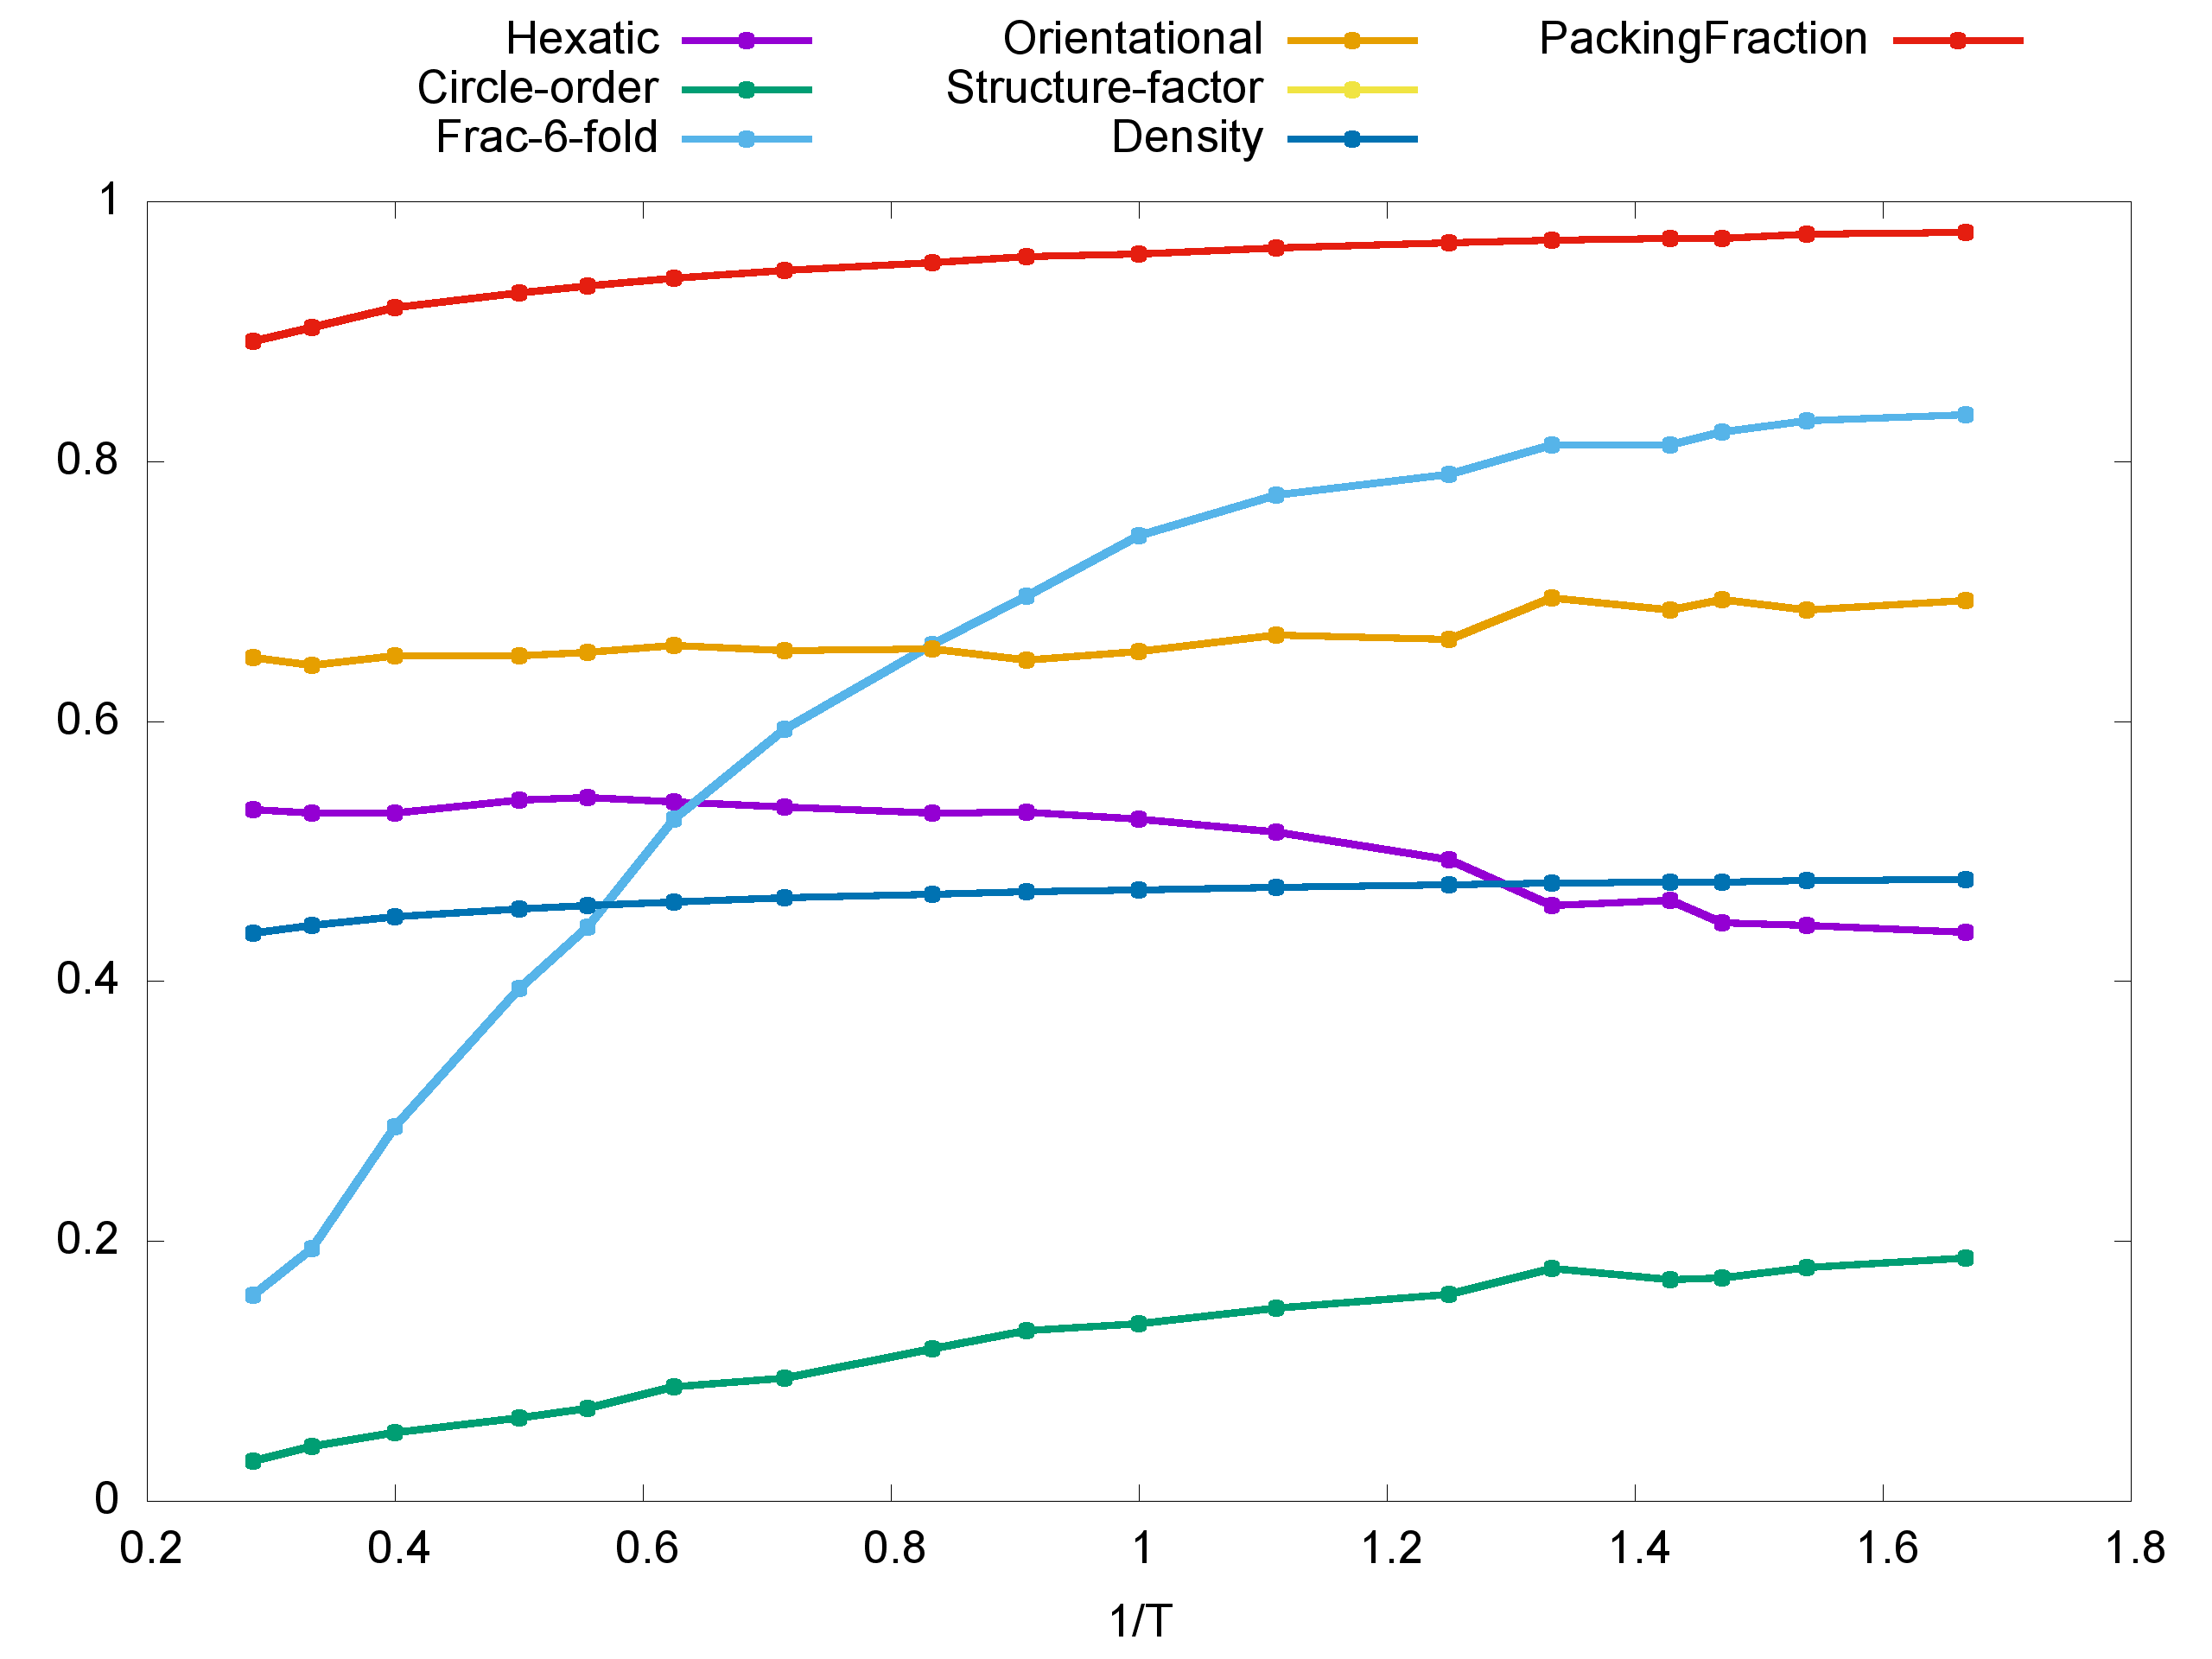 Hexatic
Circle-order
Frac-6-fold
Orientational
Structure-factor
Density
PackingFraction
1
0.8
0.6
0.4
0.2
0
0.2 0.4 0.6 0.8 1 1.2 1.4 1.6 1.8
1/T